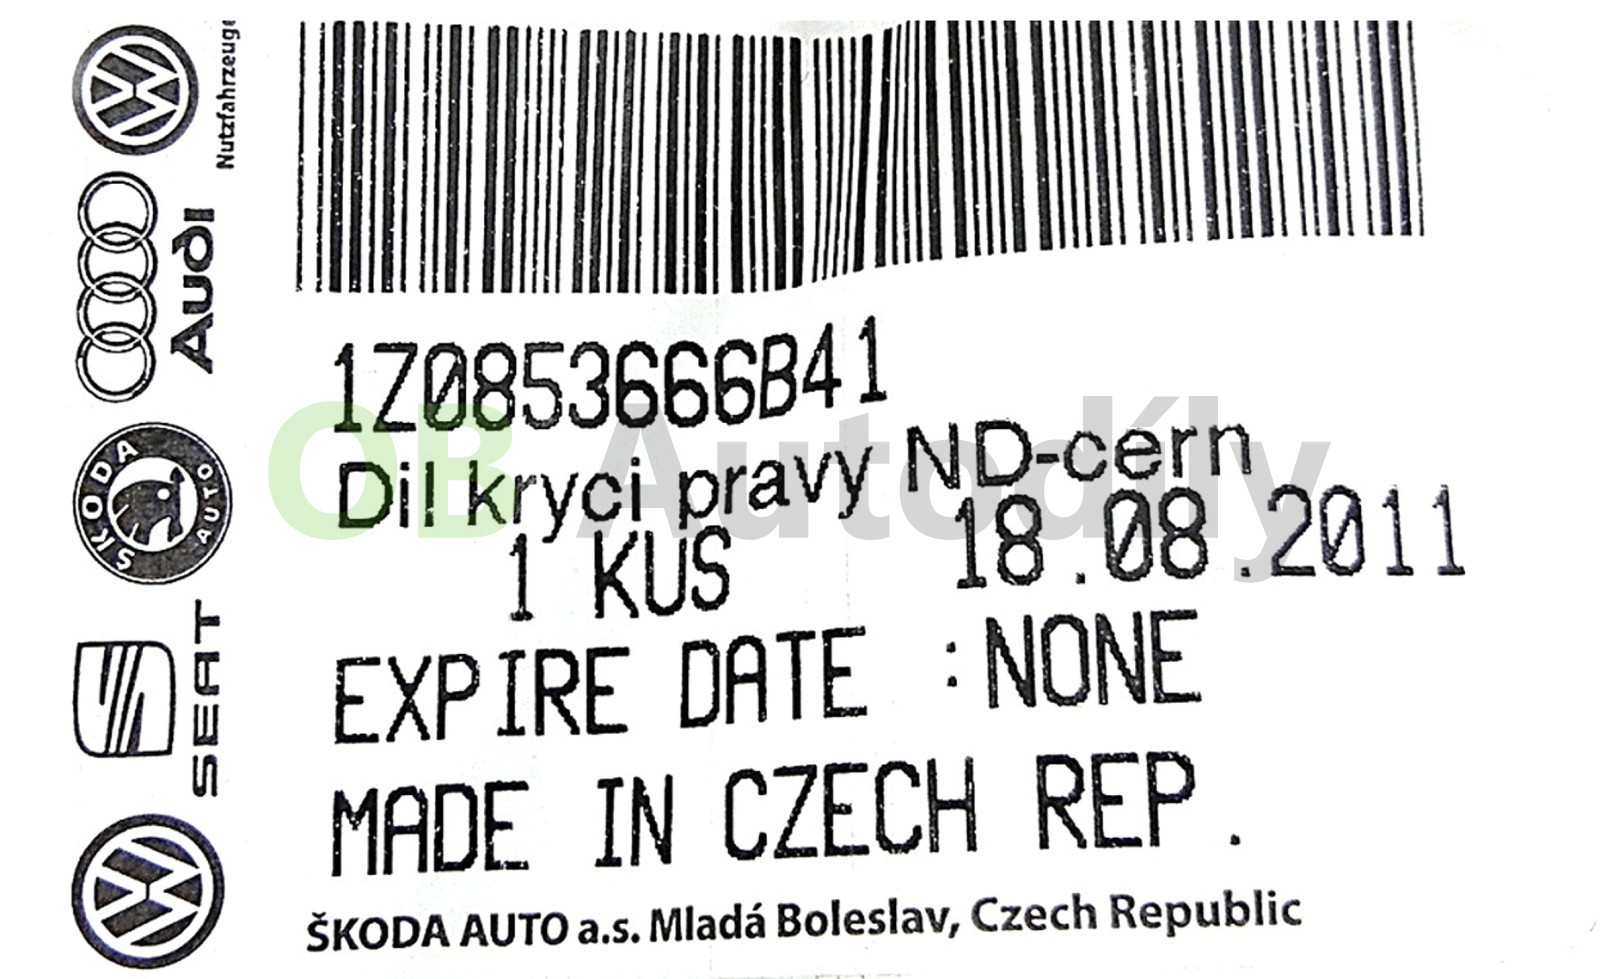 Nutzfahrzeuge
Audi
ŠKODA AUTO
SEAT
1Z0853666B41
Dil kryci pravy ND-cern
1 KUS 18.08.2011
EXPIRE DATE :NONE
MADE IN CZECH REP.
ŠKODA AUTO a.s. Mladá Boleslav, Czech Republic
OB Autodíly